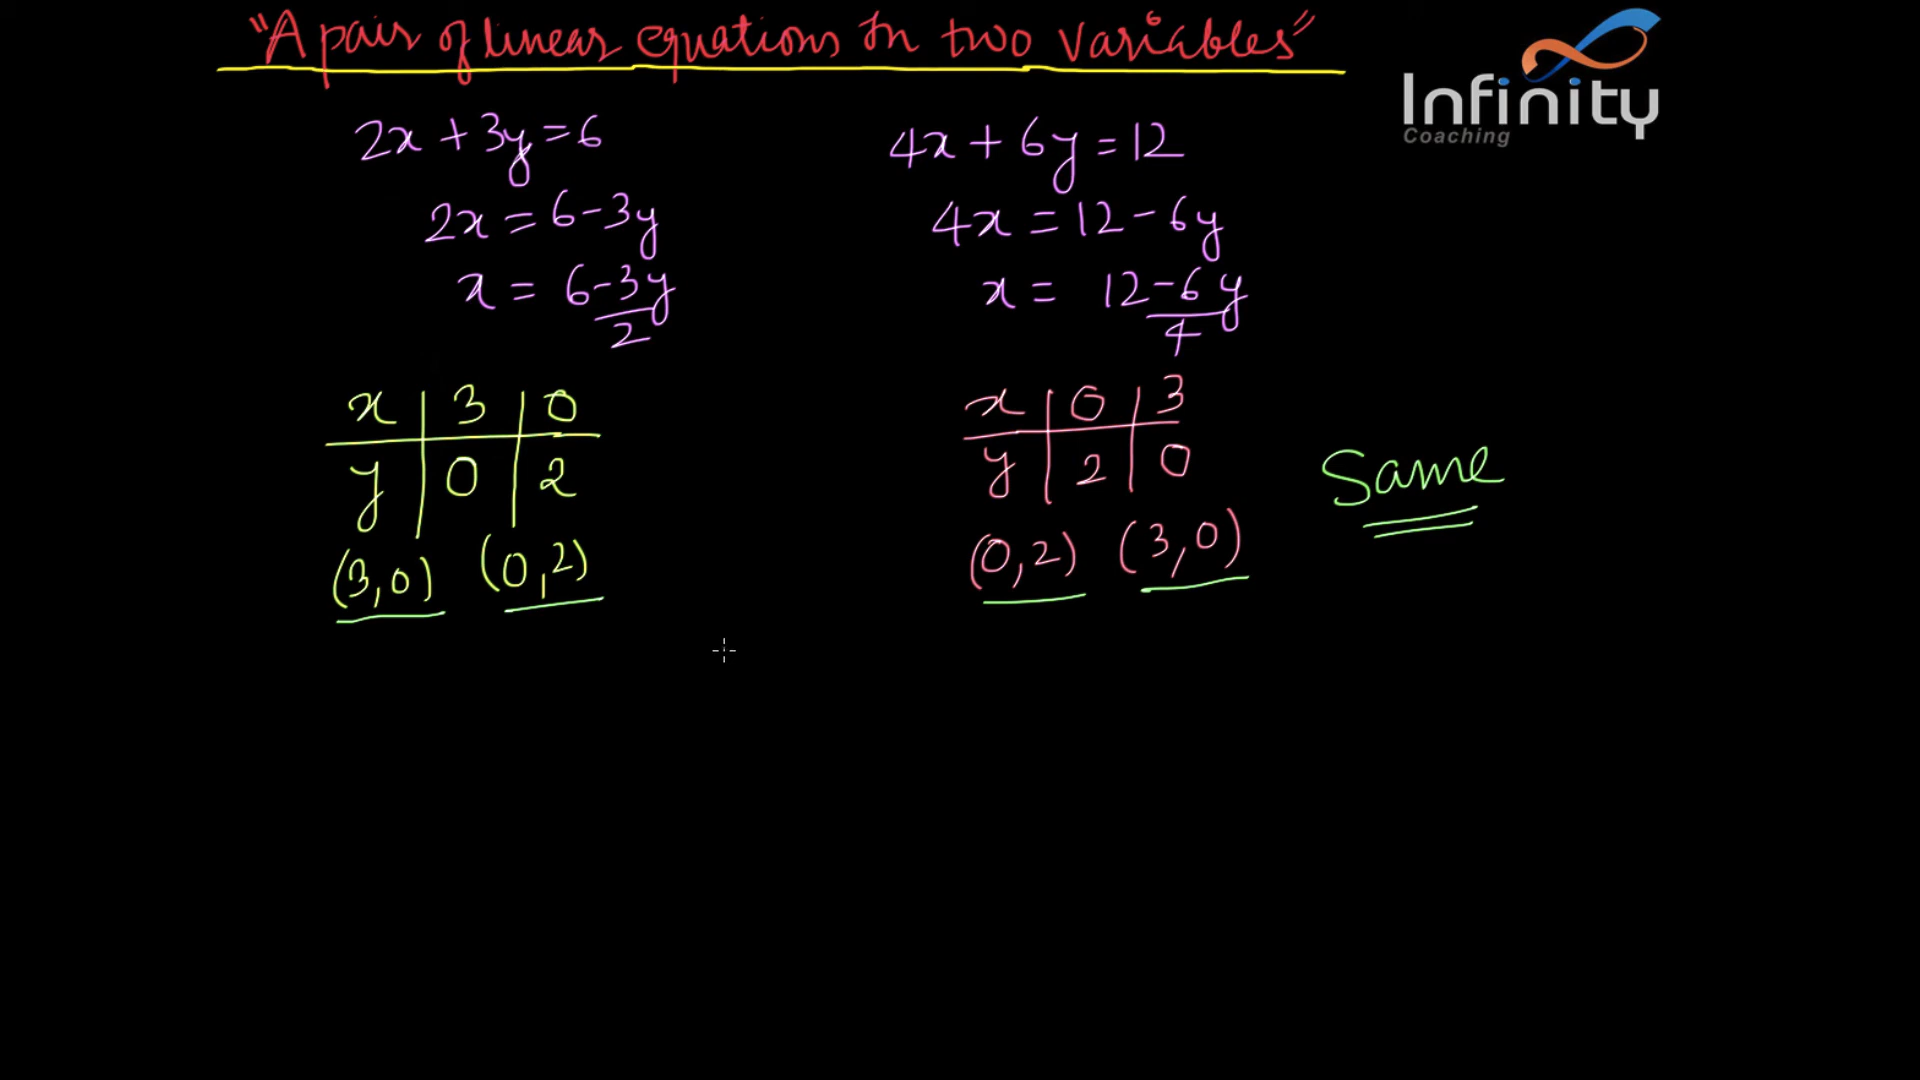 "A pair of linear equations in two variables"
Infinity
Coaching
2x + 3y = 6
2x = 6 - 3y
x = 6 - 3y / 2
x | 3 | 0
y | 0 | 2
(3,0) (0,2)
4x + 6y = 12
4x = 12 - 6y
x = 12 - 6y / 4
x | 0 | 3
y | 2 | 0
(0,2) (3,0)
Same